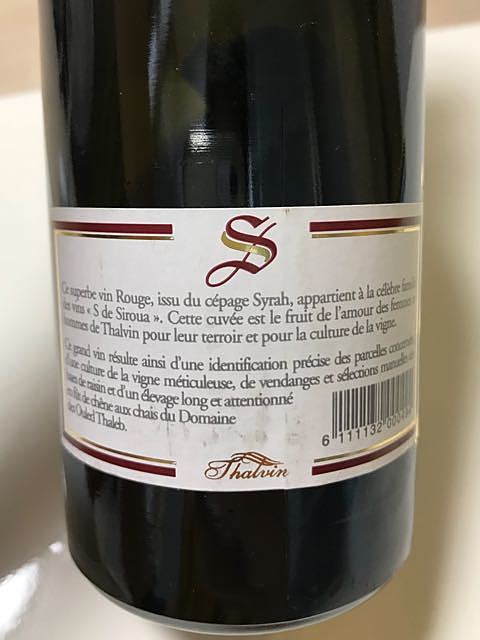 S
Ce superbe vin Rouge, issu du cépage Syrah, appartient à la célèbre famille
des vins « S de Siroua ». Cette cuvée est le fruit de l'amour des femmes
hommes de Thalvin pour leur terroir et pour la culture de la vigne.
Ce grand vin résulte ainsi d'une identification précise des parcelles
d'une culture de la vigne méticuleuse, de vendanges et sélections manuelles
baies de raisin et d'un élevage long et attentionné
en fûts de chêne aux chais du Domaine
des Ouled Thaleb.
6 111132 000
Thalvin